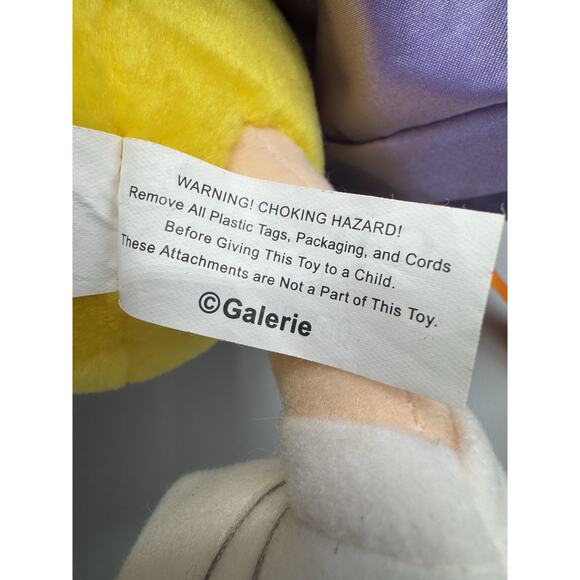 WARNING! CHOKING HAZARD!
Remove All Plastic Tags, Packaging, and Cords
Before Giving This Toy to a Child.
These Attachments are Not a Part of This Toy.
©Galerie